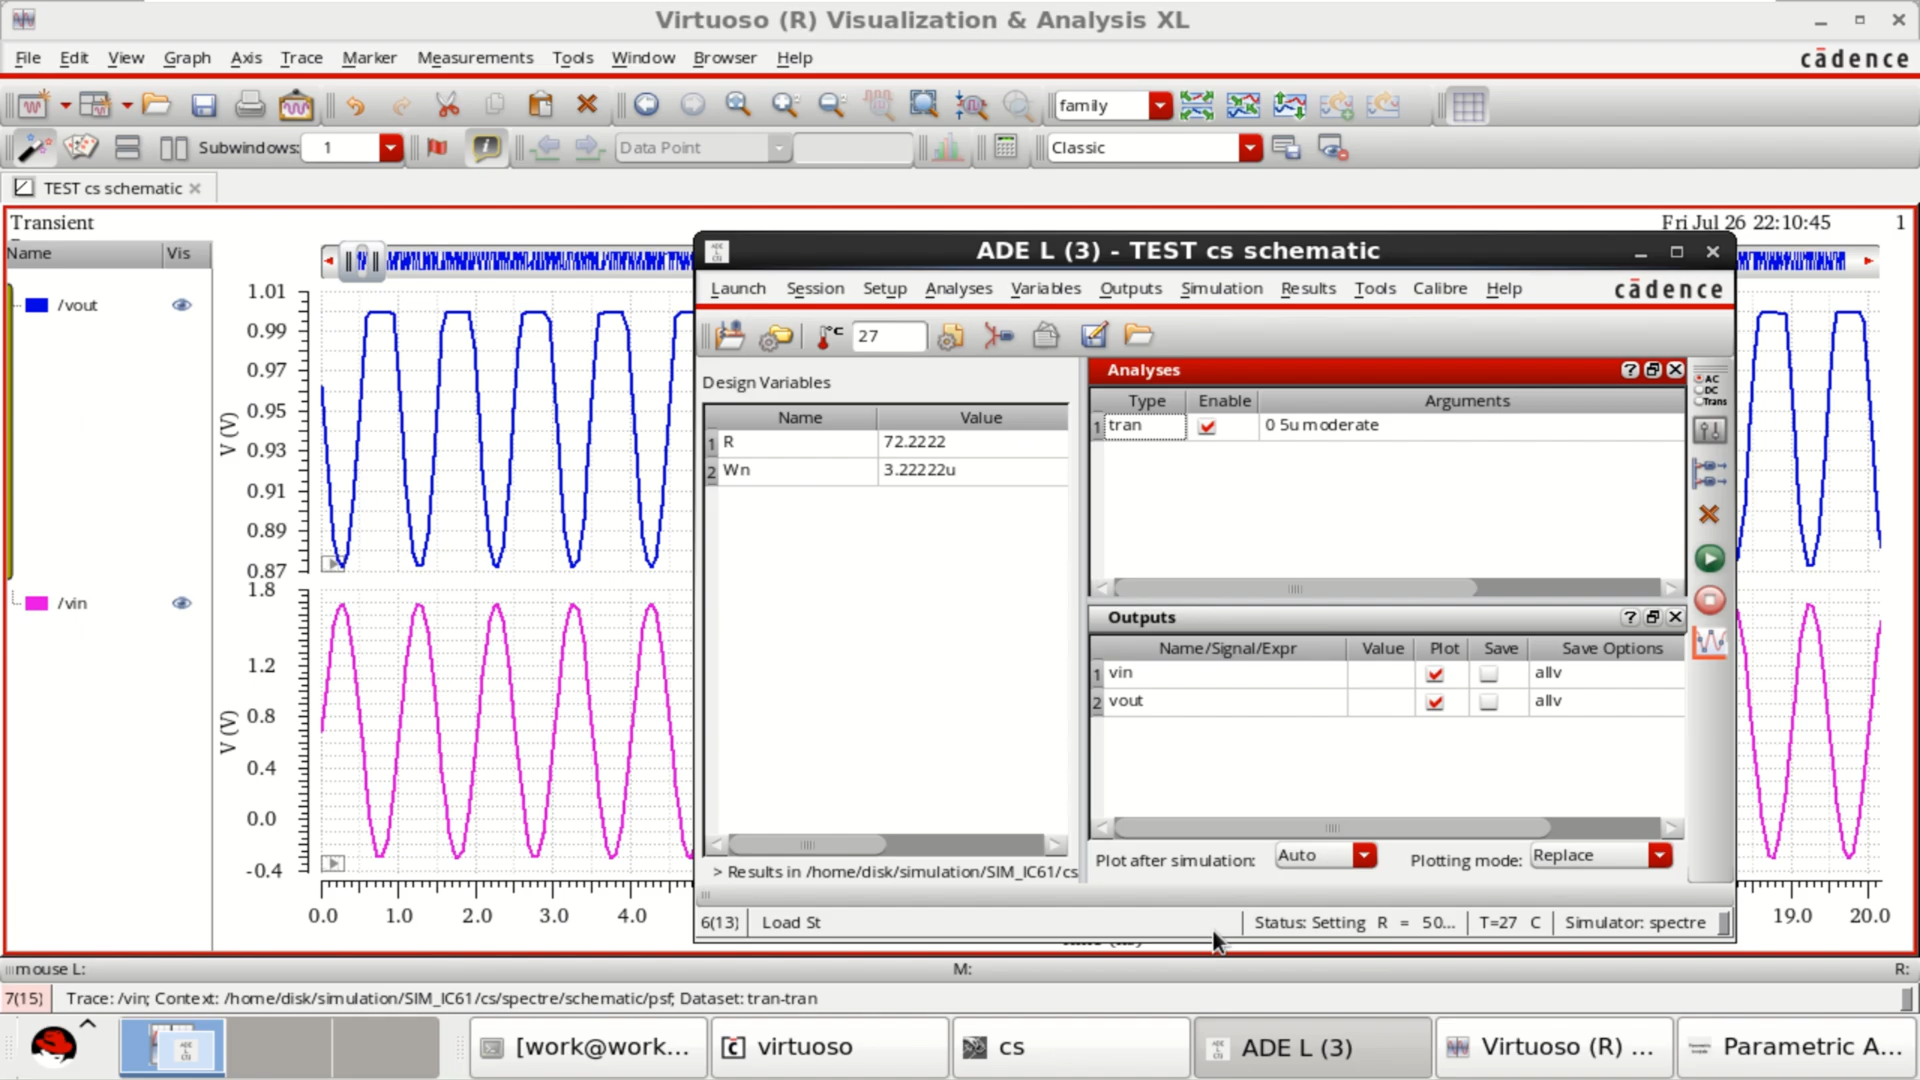 Virtuoso (R) Visualization & Analysis XL
File Edit View Graph Axis Trace Marker Measurements Tools Window Browser Help cādence
family
Subwindows: 1 Data Point Classic
TEST cs schematic
Transient Fri Jul 26 22:10:45 1
Name Vis
/vout
/vin
1.01
0.99
0.97
0.95
0.93
0.91
0.89
0.87
V (V)
1.8
1.2
0.8
0.4
0.0
-0.4
V (V)
0.0 1.0 2.0 3.0 4.0 19.0 20.0
ADE L (3) - TEST cs schematic
Launch Session Setup Analyses Variables Outputs Simulation Results Tools Calibre Help cādence
°C 27
Design Variables
Name Value
1 R 72.2222
2 Wn 3.22222u
> Results in /home/disk/simulation/SIM_IC61/cs
Analyses
Type Enable Arguments
1 tran 0 5u moderate
AC
DC
Trans
Outputs
Name/Signal/Expr Value Plot Save Save Options
1 vin allv
2 vout allv
Plot after simulation: Auto Plotting mode: Replace
6(13) Load St Status: Setting R = 50... T=27 C Simulator: spectre
mouse L: M: R:
7(15) Trace: /vin; Context: /home/disk/simulation/SIM_IC61/cs/spectre/schematic/psf; Dataset: tran-tran
[work@work... virtuoso cs ADE L (3) Virtuoso (R) ... Parametric A...